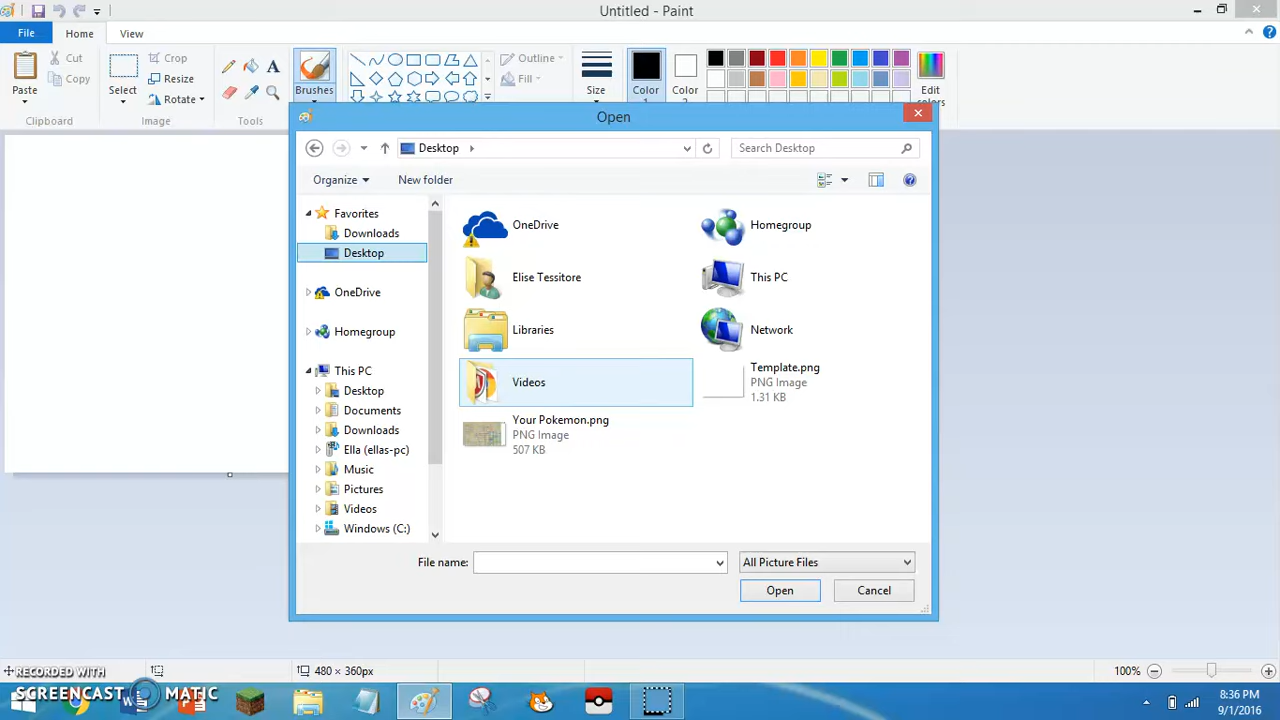 Untitled - Paint
File Home View
Cut
Copy
Paste
Clipboard
Select
Crop
Resize
Rotate
Image
A
Tools
Brushes
Outline
Fill
Size
Color
1
Color
2
Edit
colors
Open
Desktop
Search Desktop
Organize New folder
Favorites
Downloads
Desktop
OneDrive
Homegroup
This PC
Desktop
Documents
Downloads
Ella (ellas-pc)
Music
Pictures
Videos
Windows (C:)
OneDrive
Homegroup
Elise Tessitore
This PC
Libraries
Network
Videos
Template.png
PNG Image
1.31 KB
Your Pokemon.png
PNG Image
507 KB
File name:
All Picture Files
Open Cancel
480 × 360px
100%
RECORDED WITH
SCREENCAST MATIC
8:36 PM
9/1/2016